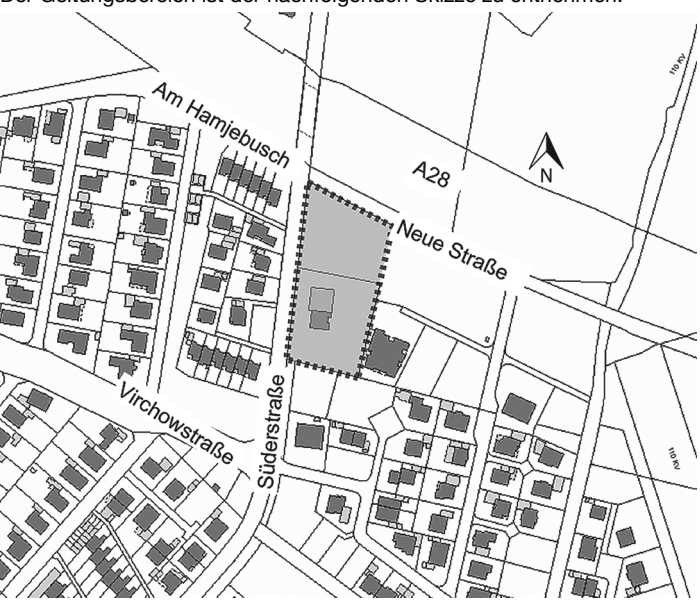 Der Geltungsbereich ist der nachfolgenden Skizze zu entnehmen.
110 KV
Am Hamjebusch
A28
N
Neue Straße
Virchowstraße
Süderstraße
110 KV